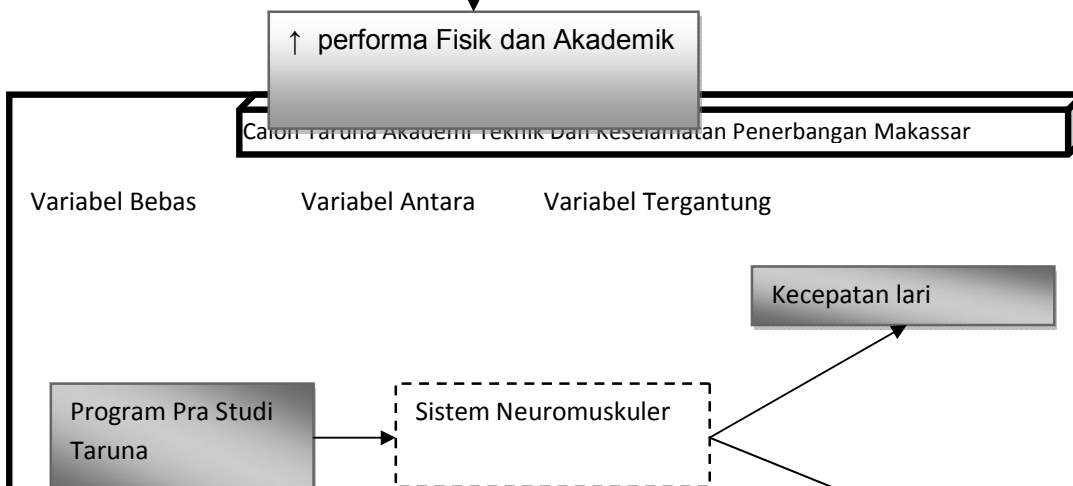 ↑ performa Fisik dan Akademik
Calon Taruna Akademi Teknik Dan Keselamatan Penerbangan Makassar
Variabel Bebas
Variabel Antara
Variabel Tergantung
Kecepatan lari
Program Pra Studi
Taruna
Sistem Neuromuskuler